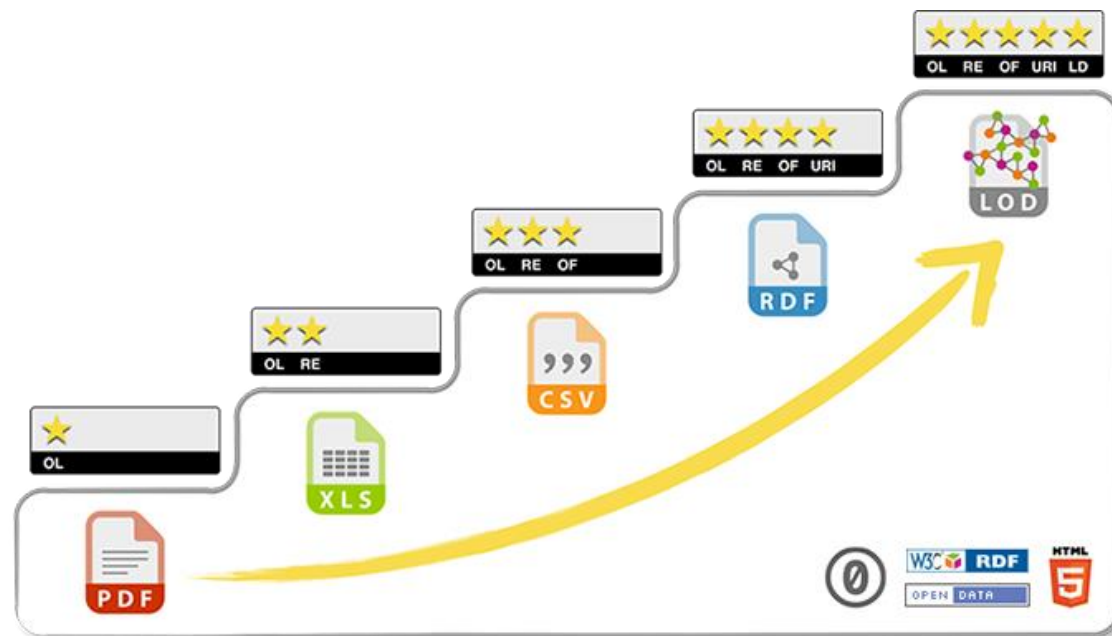 OL RE OF URI LD
LOD
OL RE OF URI
RDF
OL RE OF
,,,
CSV
OL RE
XLS
OL
PDF
0
W3C RDF
OPEN DATA
HTML
5